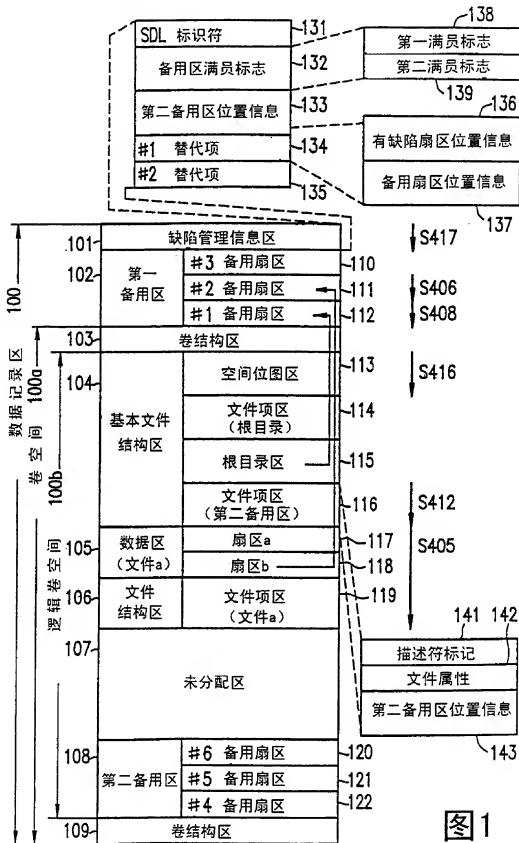 SDL 标识符
131
备用区满员标志
132
第二备用区位置信息
133
#1 替代项
134
#2 替代项
135
138
第一满员标志
第二满员标志
139
136
有缺陷扇区位置信息
备用扇区位置信息
137
100
数据记录区
100a
卷空间
100b
逻辑卷空间
101
缺陷管理信息区
S417
102
第一
备用区
#3 备用扇区
110
#2 备用扇区
111
S406
#1 备用扇区
112
S408
103
卷结构区
104
基本文件
结构区
空间位图区
113
S416
文件项区
(根目录)
114
根目录区
115
文件项区
(第二备用区)
116
S412
105
数据区
(文件a)
扇区a
117
S405
扇区b
118
106
文件
结构区
文件项区
(文件a)
119
107
未分配区
141
142
描述符标记
文件属性
第二备用区位置信息
143
108
第二备用区
#6 备用扇区
120
#5 备用扇区
121
#4 备用扇区
122
109
卷结构区
图1